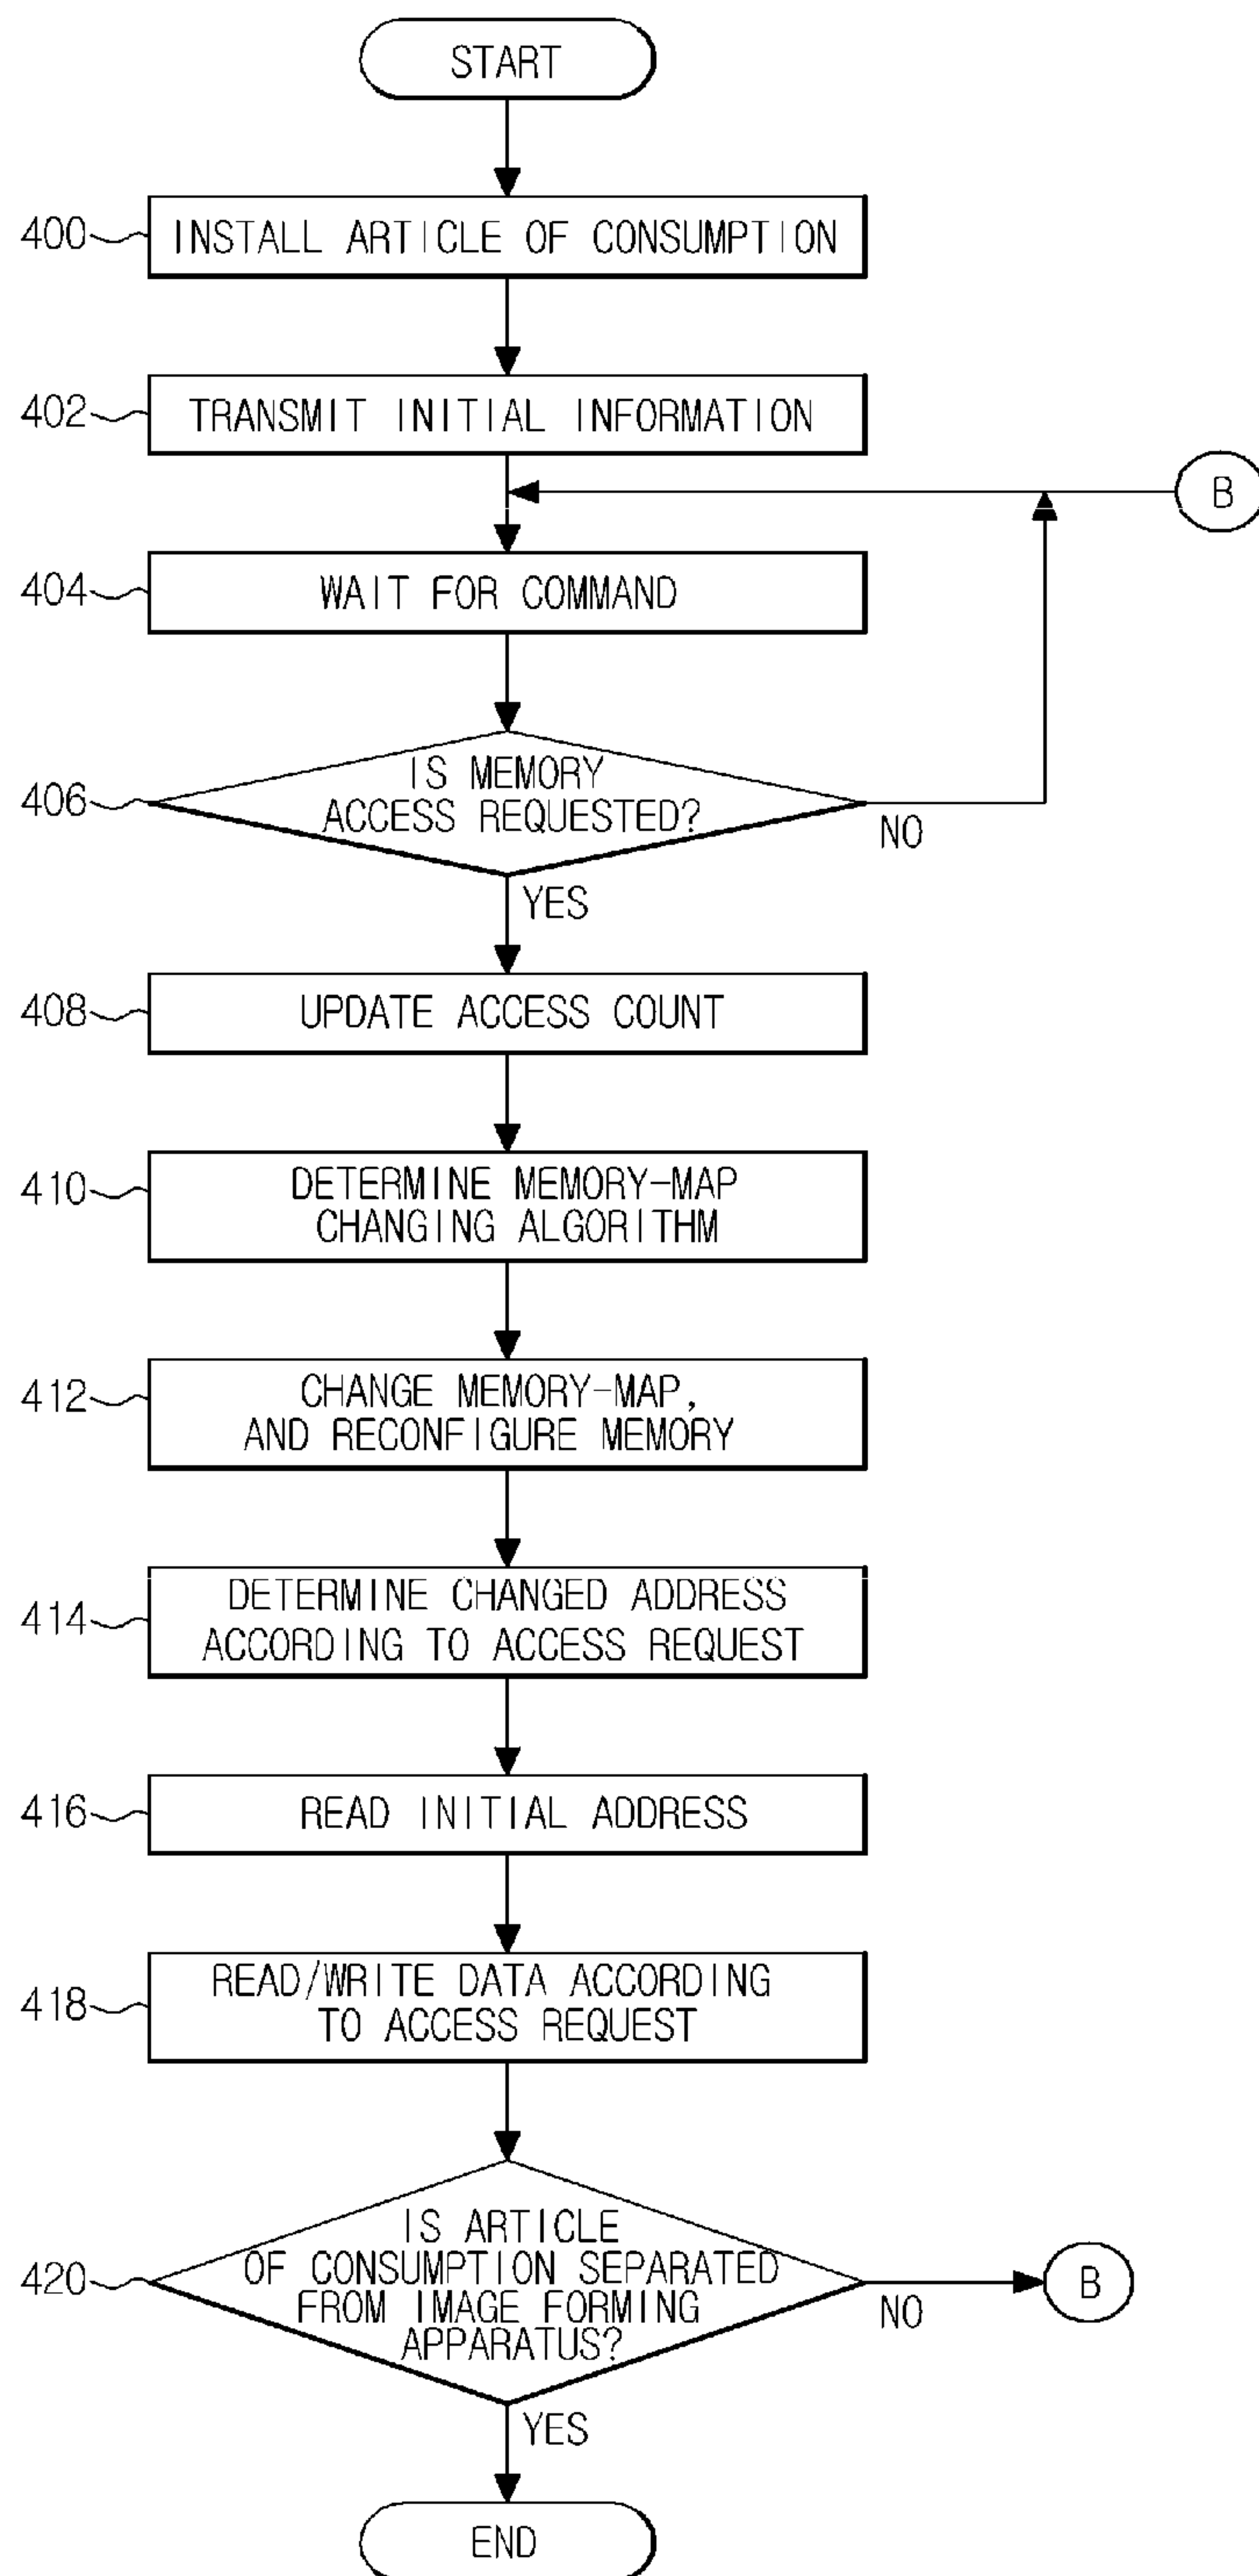 START
400
INSTALL ARTICLE OF CONSUMPTION
402
TRANSMIT INITIAL INFORMATION
B
404
WAIT FOR COMMAND
406
IS MEMORY
ACCESS REQUESTED?
NO
YES
408
UPDATE ACCESS COUNT
410
DETERMINE MEMORY-MAP
CHANGING ALGORITHM
412
CHANGE MEMORY-MAP,
AND RECONFIGURE MEMORY
414
DETERMINE CHANGED ADDRESS
ACCORDING TO ACCESS REQUEST
416
READ INITIAL ADDRESS
418
READ/WRITE DATA ACCORDING
TO ACCESS REQUEST
420
IS ARTICLE
OF CONSUMPTION SEPARATED
FROM IMAGE FORMING
APPARATUS?
NO
B
YES
END